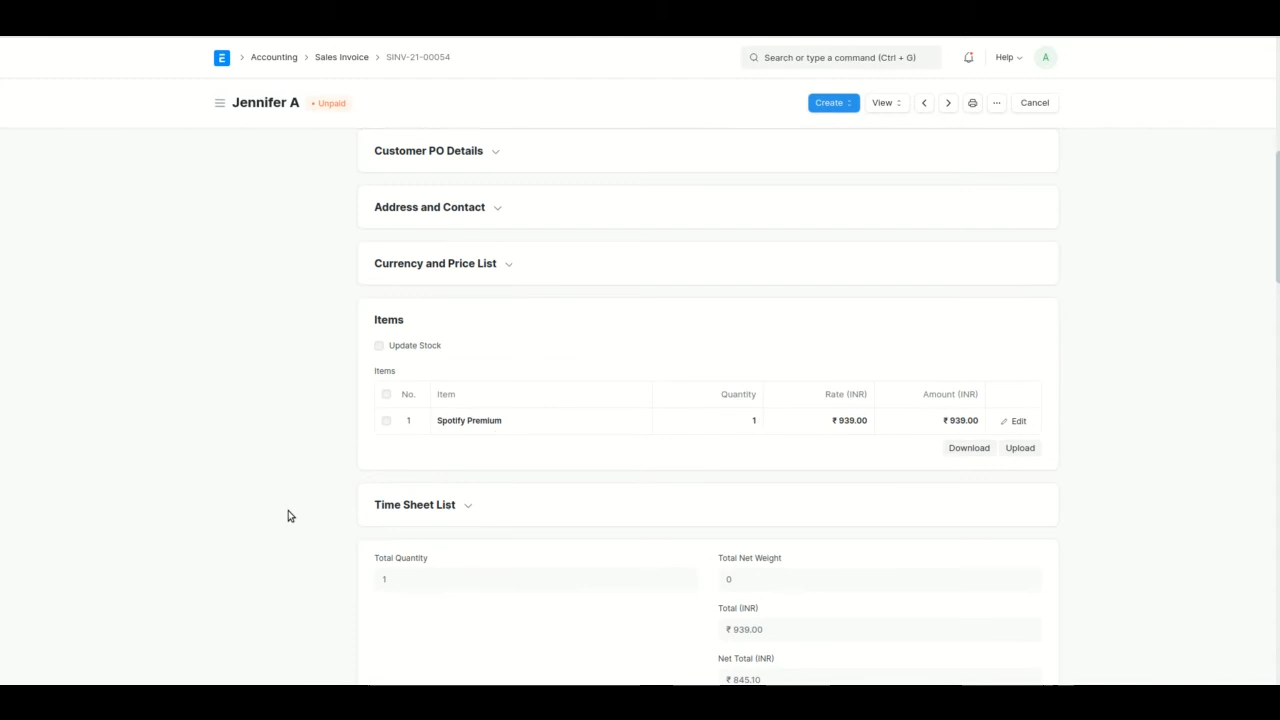 E > Accounting > Sales Invoice > SINV-21-00054
Search or type a command (Ctrl + G)
Help
A
Jennifer A
• Unpaid
Create
View
Cancel
Customer PO Details
Address and Contact
Currency and Price List
Items
Update Stock
Items
No. Item Quantity Rate (INR) Amount (INR)
1 Spotify Premium 1 ₹ 939.00 ₹ 939.00 Edit
Download Upload
Time Sheet List
Total Quantity
1
Total Net Weight
0
Total (INR)
₹ 939.00
Net Total (INR)
₹ 845.10